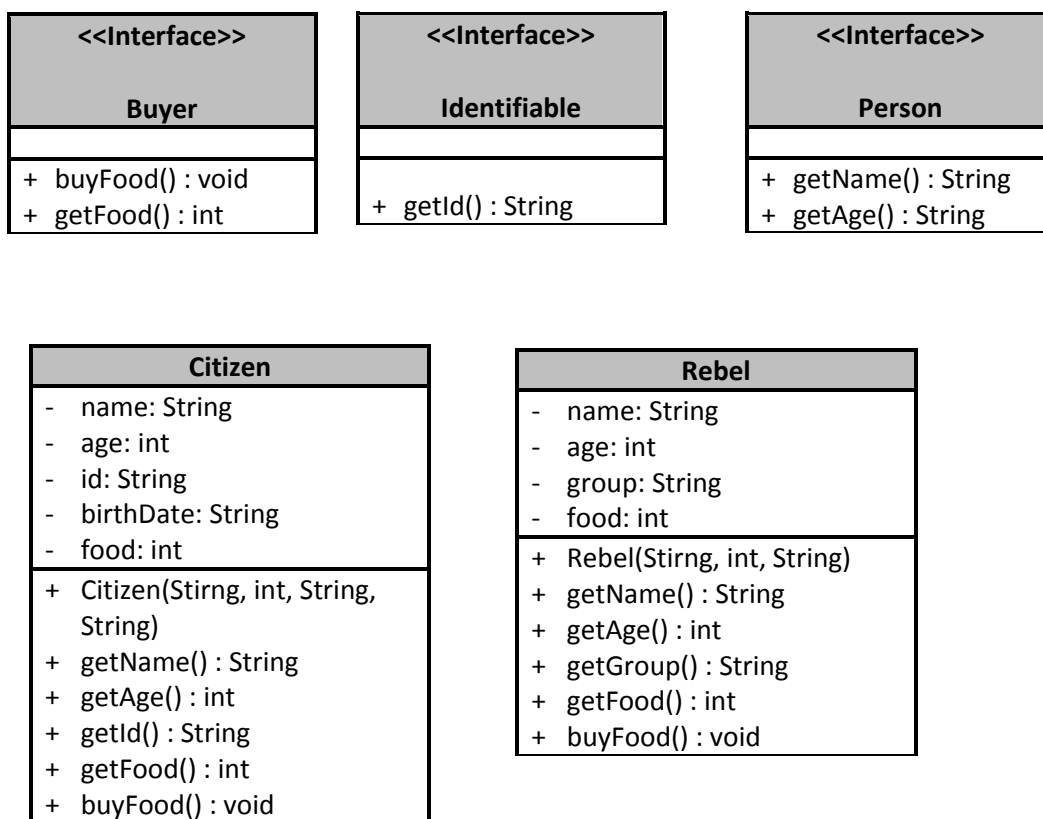 <<Interface>>
Buyer
+ buyFood() : void
+ getFood() : int
<<Interface>>
Identifiable
+ getId() : String
<<Interface>>
Person
+ getName() : String
+ getAge() : String
Citizen
- name: String
- age: int
- id: String
- birthDate: String
- food: int
+ Citizen(Stirng, int, String,
String)
+ getName() : String
+ getAge() : int
+ getId() : String
+ getFood() : int
+ buyFood() : void
Rebel
- name: String
- age: int
- group: String
- food: int
+ Rebel(Stirng, int, String)
+ getName() : String
+ getAge() : int
+ getGroup() : String
+ getFood() : int
+ buyFood() : void